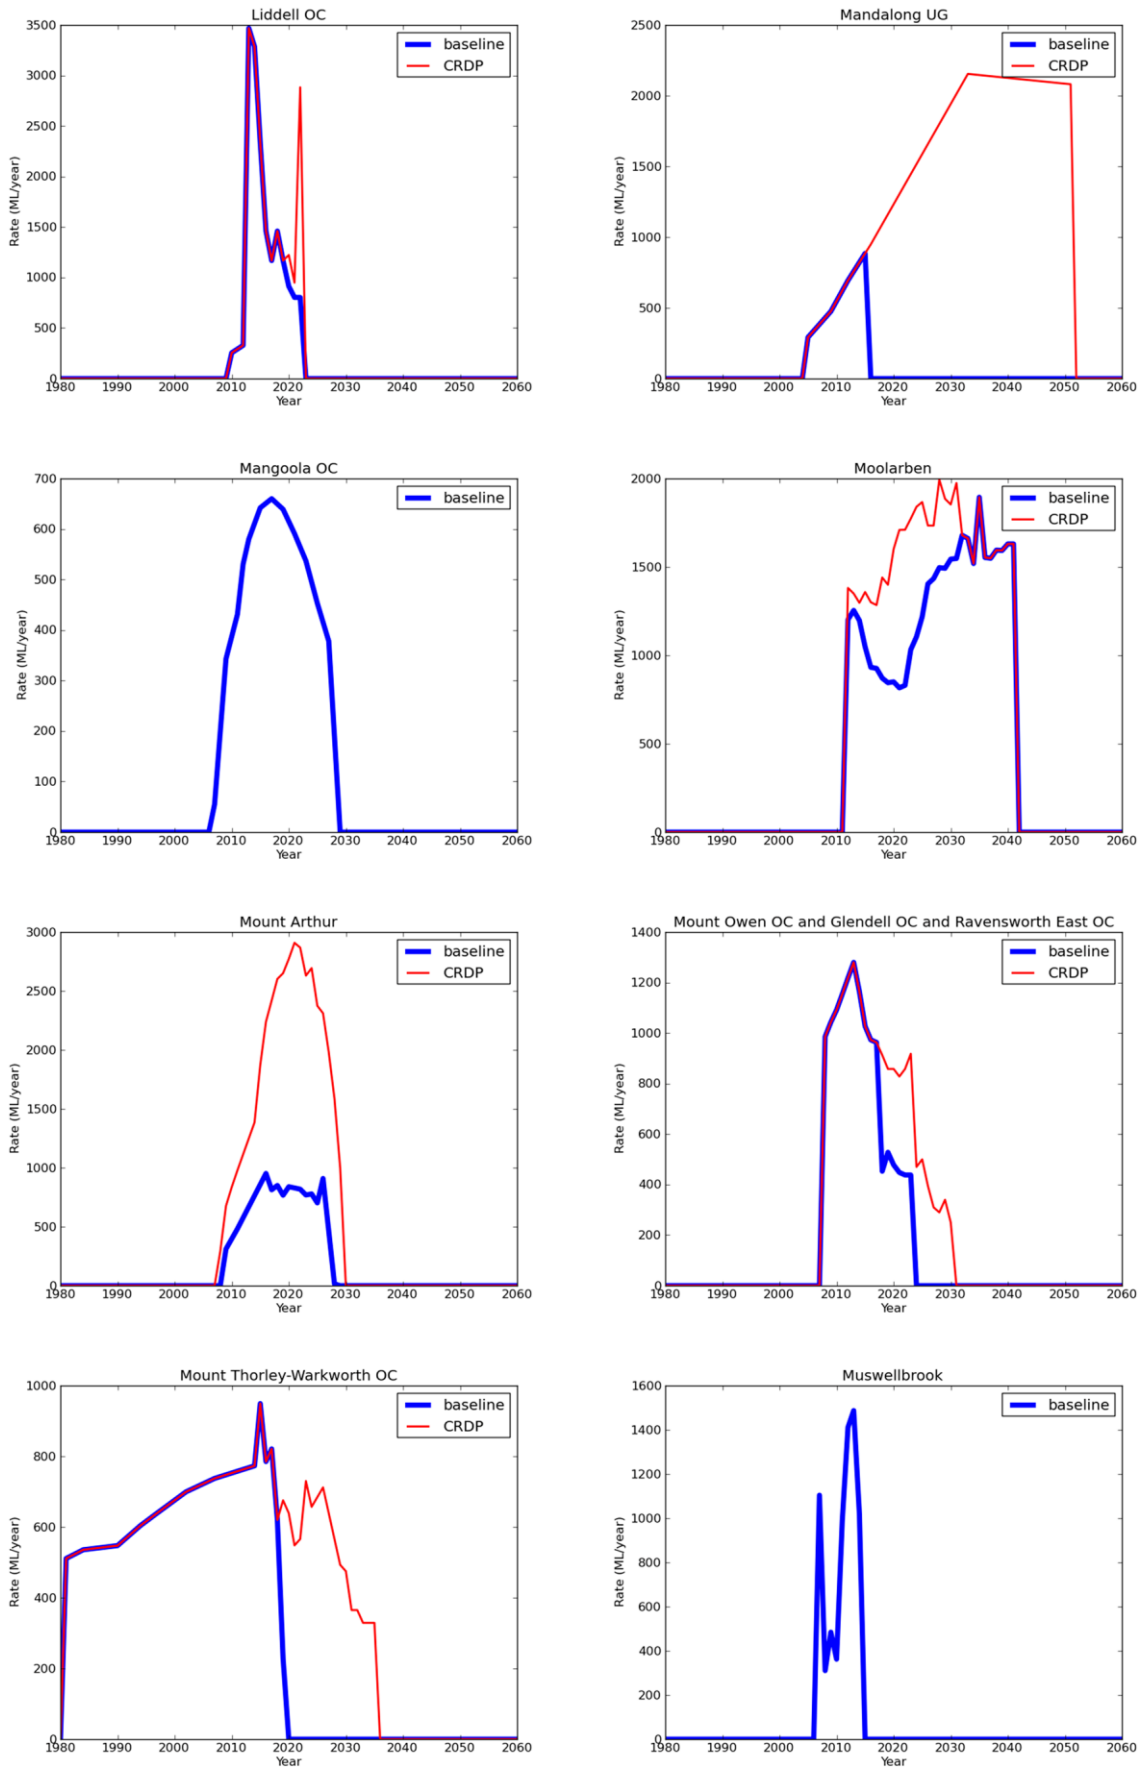 Liddell OC
3500
3000
2500
2000
1500
1000
500
0
Rate (ML/year)
baseline
CRDP
1980 1990 2000 2010 2020 2030 2040 2050 2060
Year
Mandalong UG
2500
2000
1500
1000
500
0
Rate (ML/year)
baseline
CRDP
1980 1990 2000 2010 2020 2030 2040 2050 2060
Year
Mangoola OC
700
600
500
400
300
200
100
0
Rate (ML/year)
baseline
1980 1990 2000 2010 2020 2030 2040 2050 2060
Year
Moolarben
2000
1500
1000
500
0
Rate (ML/year)
baseline
CRDP
1980 1990 2000 2010 2020 2030 2040 2050 2060
Year
Mount Arthur
3000
2500
2000
1500
1000
500
0
Rate (ML/year)
baseline
CRDP
1980 1990 2000 2010 2020 2030 2040 2050 2060
Year
Mount Owen OC and Glendell OC and Ravensworth East OC
1400
1200
1000
800
600
400
200
0
Rate (ML/year)
baseline
CRDP
1980 1990 2000 2010 2020 2030 2040 2050 2060
Year
Mount Thorley-Warkworth OC
1000
800
600
400
200
0
Rate (ML/year)
baseline
CRDP
1980 1990 2000 2010 2020 2030 2040 2050 2060
Year
Muswellbrook
1600
1400
1200
1000
800
600
400
200
0
Rate (ML/year)
baseline
1980 1990 2000 2010 2020 2030 2040 2050 2060
Year